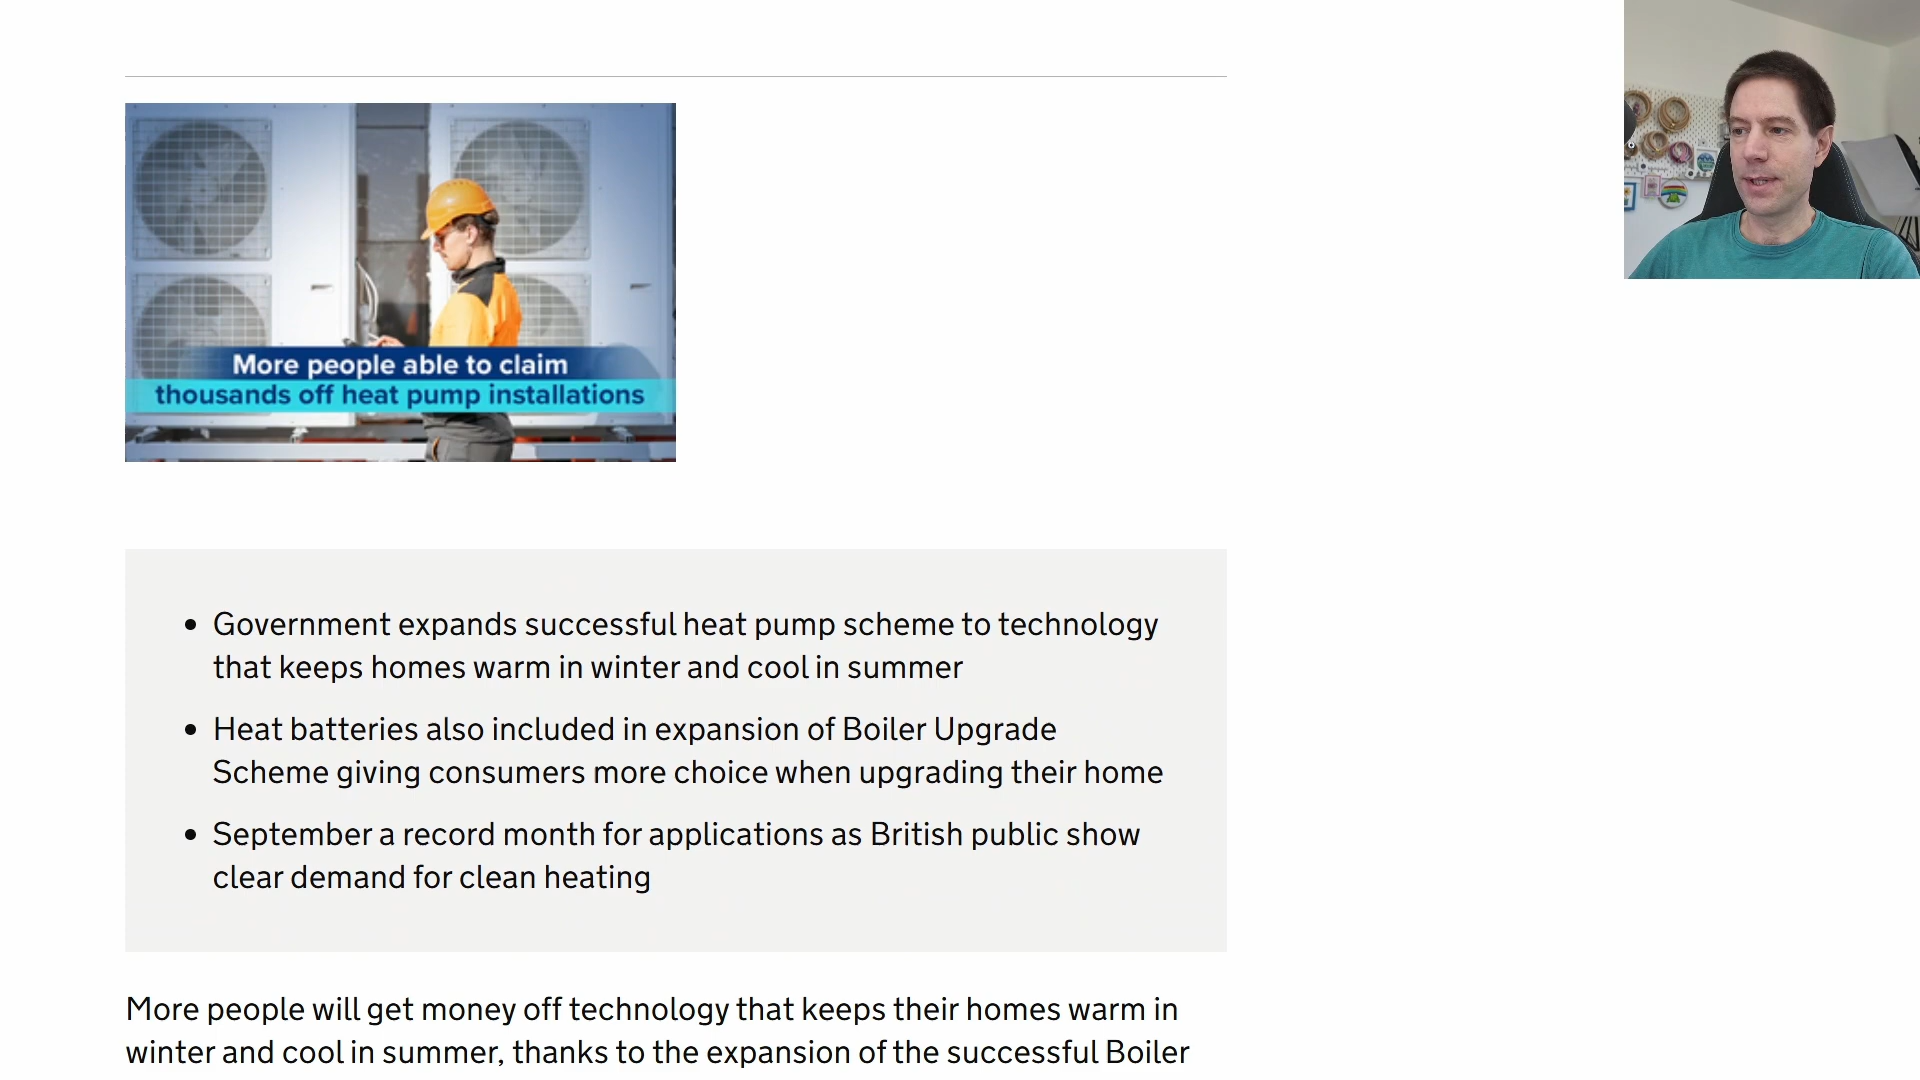 More people able to claim
thousands off heat pump installations
Government expands successful heat pump scheme to technology
that keeps homes warm in winter and cool in summer
Heat batteries also included in expansion of Boiler Upgrade
Scheme giving consumers more choice when upgrading their home
September a record month for applications as British public show
clear demand for clean heating
More people will get money off technology that keeps their homes warm in
winter and cool in summer, thanks to the expansion of the successful Boiler